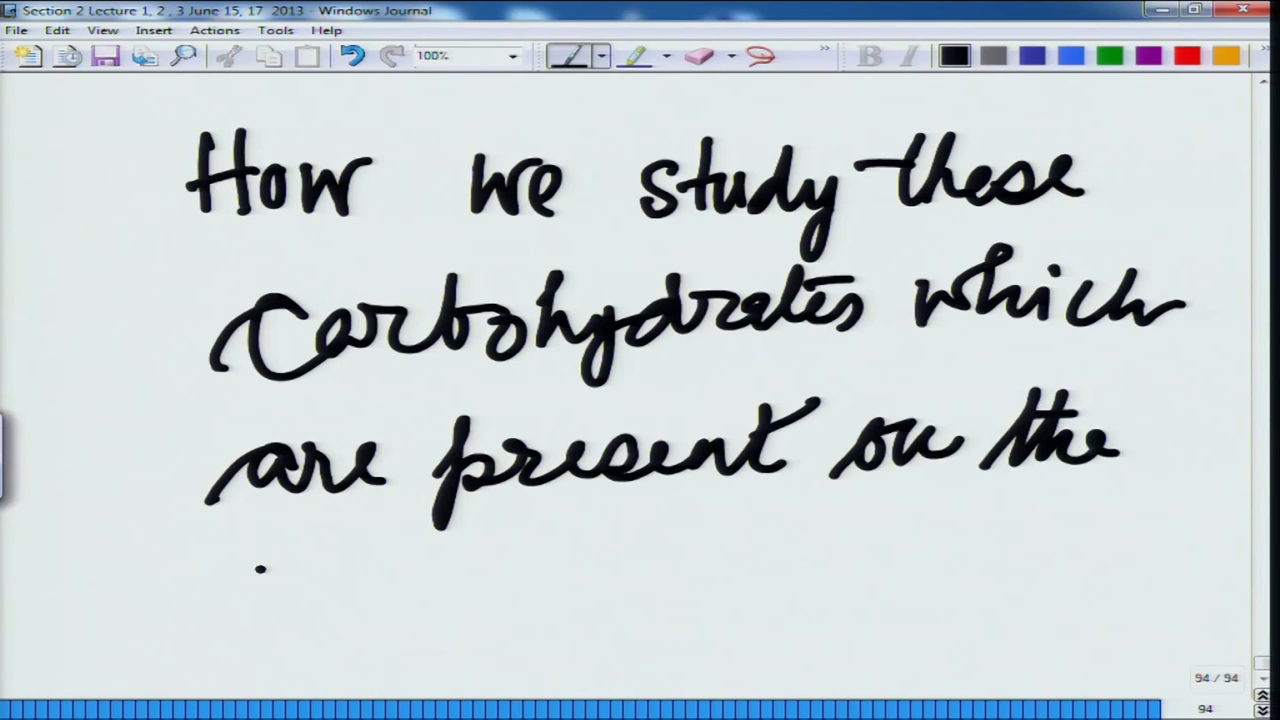 Section 2 Lecture 1, 2 , 3 June 15, 17 2013 - Windows Journal
File Edit View Insert Actions Tools Help
100% B I
How we study these
Carbohydrates which
are present on the
94 / 94
94